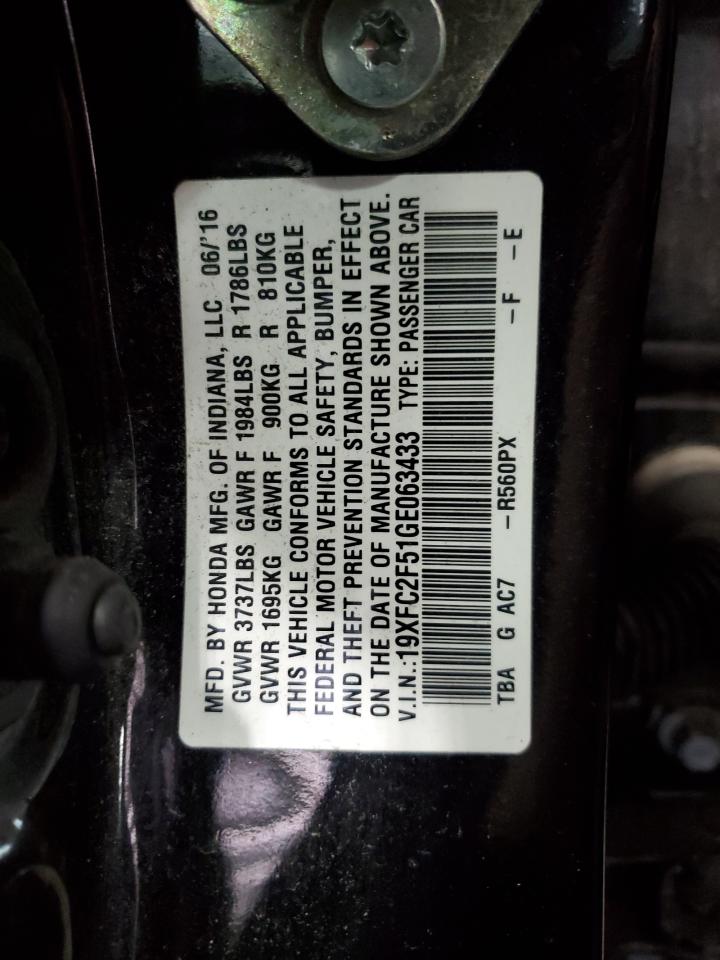 MFD. BY HONDA MFG. OF INDIANA, LLC 06/'16
GVWR 3737LBS GAWR F 1984LBS R 1786LBS
GVWR 1695KG GAWR F 900KG R 810KG
THIS VEHICLE CONFORMS TO ALL APPLICABLE
FEDERAL MOTOR VEHICLE SAFETY, BUMPER,
AND THEFT PREVENTION STANDARDS IN EFFECT
ON THE DATE OF MANUFACTURE SHOWN ABOVE.
V.I.N.:19XFC2F51GE063433 TYPE: PASSENGER CAR
TBA G AC7 -R560PX -F -E